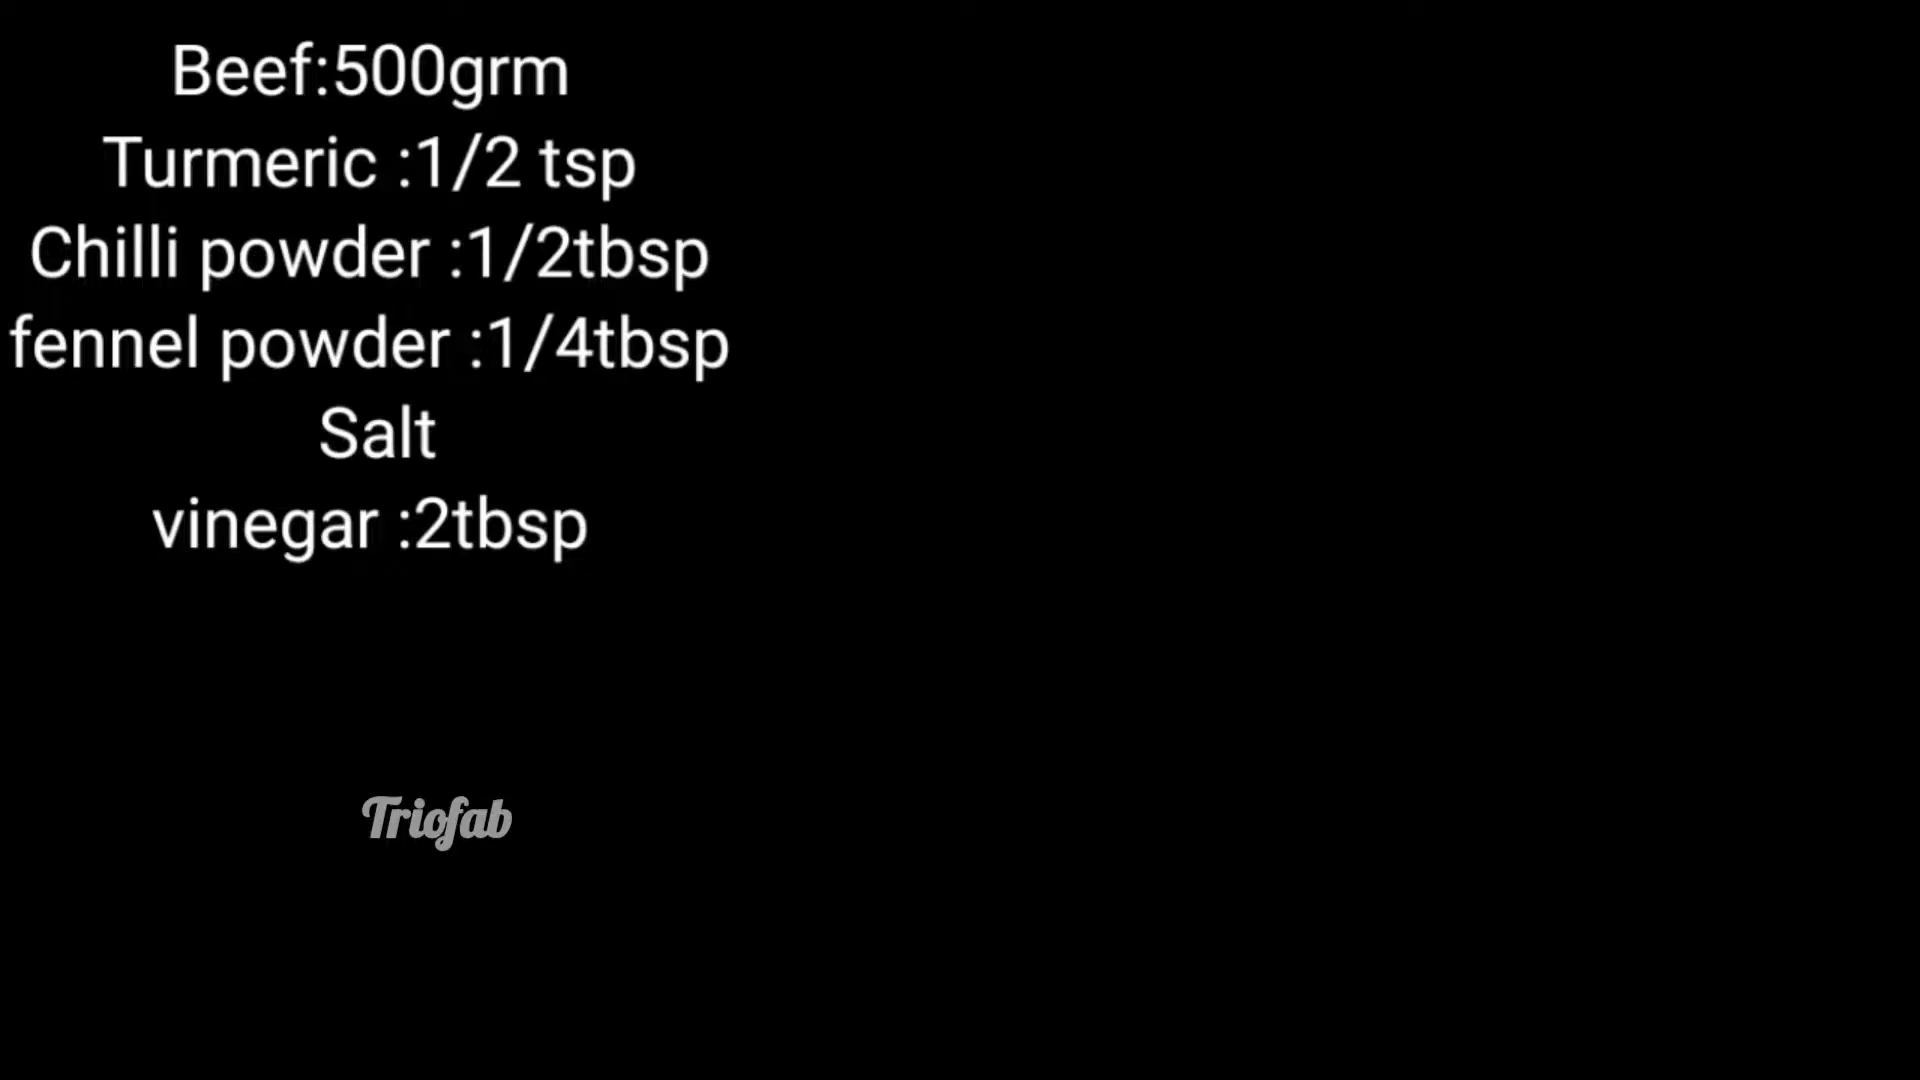 Beef:500grm
Turmeric :1/2 tsp
Chilli powder :1/2tbsp
fennel powder :1/4tbsp
Salt
vinegar :2tbsp
Triofab